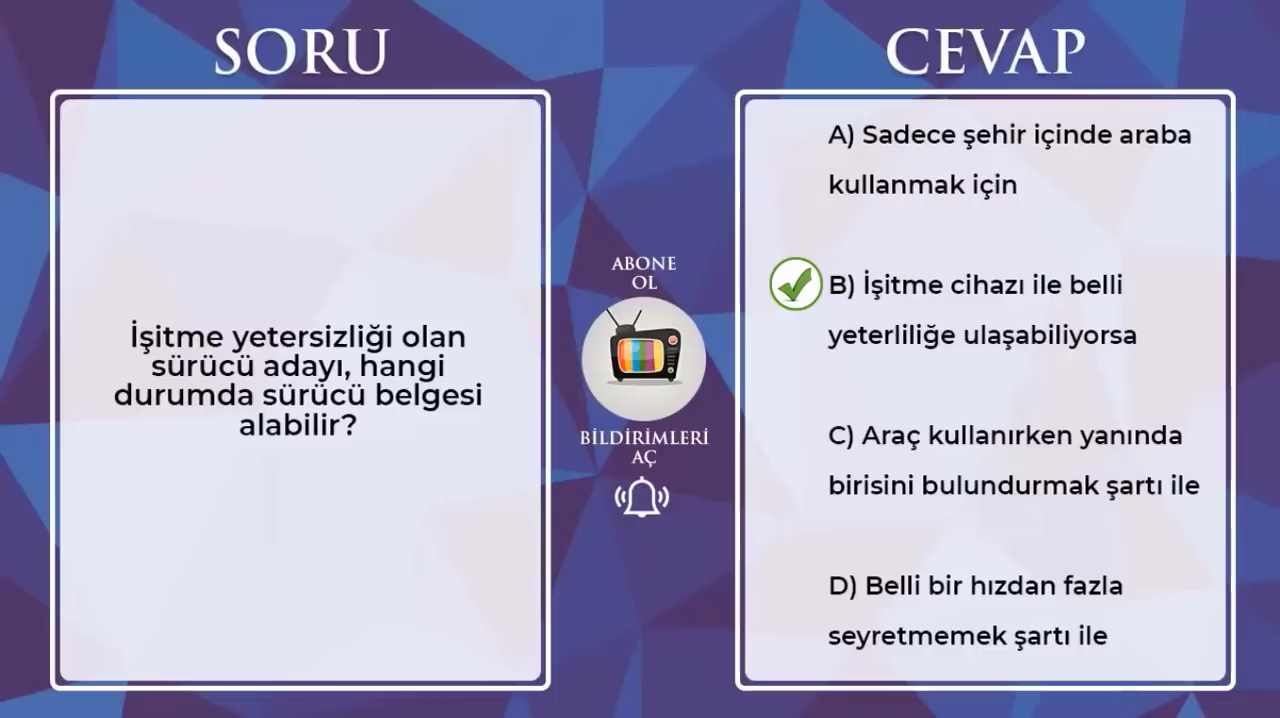 SORU
İşitme yetersizliği olan
sürücü adayı, hangi
durumda sürücü belgesi
alabilir?
ABONE
OL
BİLDİRİMLERİ
AÇ
CEVAP
A) Sadece şehir içinde araba
kullanmak için
B) İşitme cihazı ile belli
yeterliliğe ulaşabiliyorsa
C) Araç kullanırken yanında
birisini bulundurmak şartı ile
D) Belli bir hızdan fazla
seyretmemek şartı ile